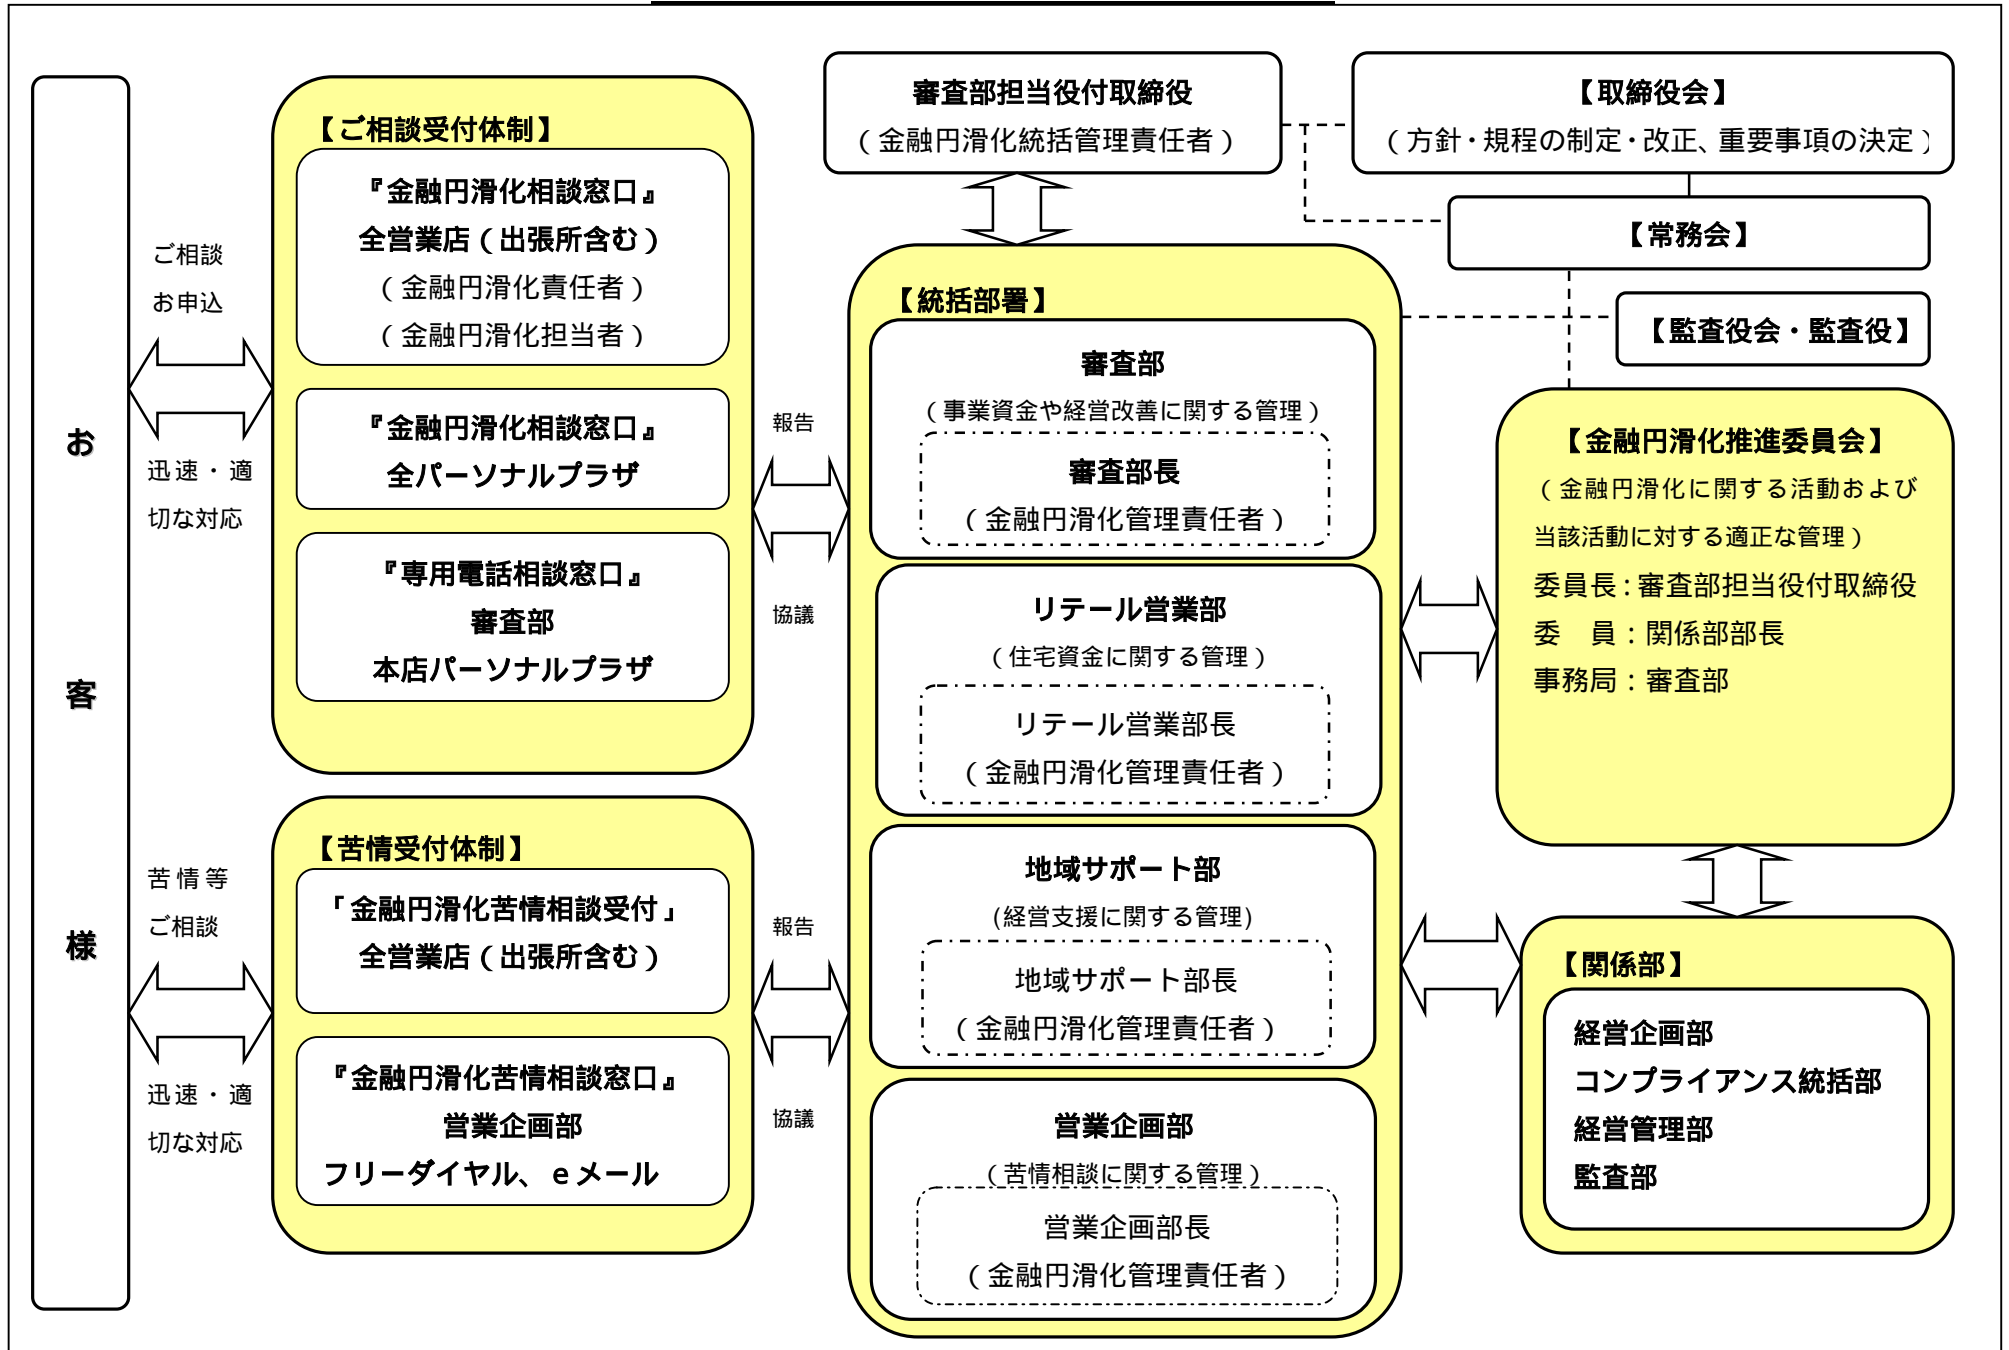 お
客
様
ご相談
お申込
迅速・適
切な対応
苦情等
ご相談
迅速・適
切な対応
【ご相談受付体制】
『金融円滑化相談窓口』
全営業店（出張所含む）
（金融円滑化責任者）
（金融円滑化担当者）
『金融円滑化相談窓口』
全パーソナルプラザ
『専用電話相談窓口』
審査部
本店パーソナルプラザ
【苦情受付体制】
「金融円滑化苦情相談受付」
全営業店（出張所含む）
『金融円滑化苦情相談窓口』
営業企画部
フリーダイヤル、eメール
報告
協議
報告
協議
審査部担当役付取締役
（金融円滑化統括管理責任者）
【統括部署】
審査部
（事業資金や経営改善に関する管理）
審査部長
（金融円滑化管理責任者）
リテール営業部
（住宅資金に関する管理）
リテール営業部長
（金融円滑化管理責任者）
地域サポート部
(経営支援に関する管理)
地域サポート部長
（金融円滑化管理責任者）
営業企画部
（苦情相談に関する管理）
営業企画部長
（金融円滑化管理責任者）
【取締役会】
（方針・規程の制定・改正、重要事項の決定）
【常務会】
【監査役会・監査役】
【金融円滑化推進委員会】
（金融円滑化に関する活動および
当該活動に対する適正な管理）
委員長：審査部担当役付取締役
委　員：関係部部長
事務局：審査部
【関係部】
経営企画部
コンプライアンス統括部
経営管理部
監査部